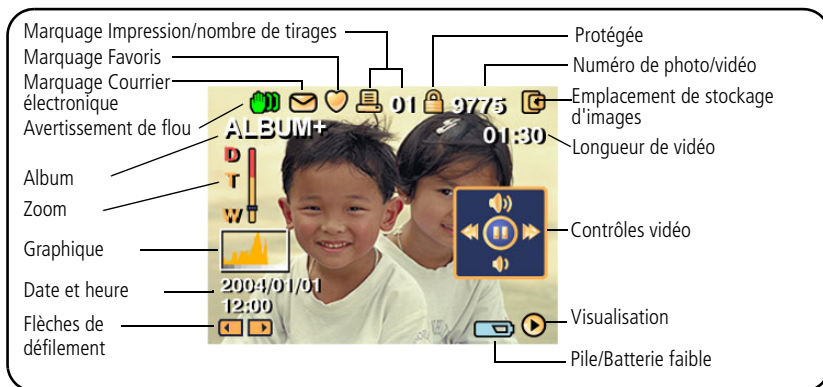 Marquage Impression/nombre de tirages
Marquage Favoris
Marquage Courrier
électronique
Avertissement de flou
Album
Zoom
Graphique
Date et heure
Flèches de
défilement
01
9775
ALBUM+
01:30
D
T
W
2004/01/01
12:00
Protégée
Numéro de photo/vidéo
Emplacement de stockage
d'images
Longueur de vidéo
Contrôles vidéo
Visualisation
Pile/Batterie faible